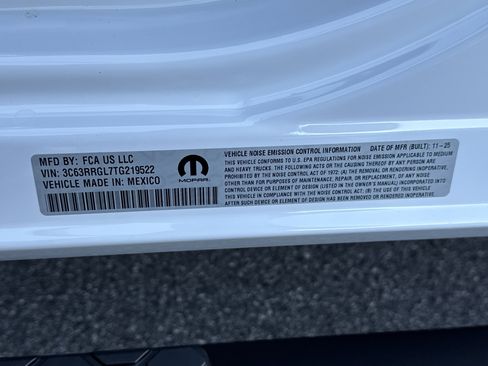 MFD BY: FCA US LLC
VIN: 3C63RRGL7TG219522
VEHICLE MADE IN: MEXICO
MOPAR
VEHICLE NOISE EMISSION CONTROL INFORMATION DATE OF MFR (BUILT): 11-25
THIS VEHICLE CONFORMS TO U.S. EPA REGULATIONS FOR NOISE EMISSION APPLICABLE TO MEDIUM
AND HEAVY TRUCKS. THE FOLLOWING ACTS OR THE CAUSING THEREOF BY ANY PERSON ARE
PROHIBITED BY THE NOISE CONTROL ACT OF 1972: (A) THE REMOVAL OR RENDERING INOPERATIVE,
OTHER THAN FOR PURPOSES OF MAINTENANCE, REPAIR, OR REPLACEMENT, OF ANY NOISE
CONTROL DEVICE OR ELEMENT OF DESIGN (LISTED IN THE
OWNER'S MANUAL) INCORPORATED INTO THIS VEHICLE IN COMPLIANCE WITH THE NOISE
CONTROL ACT; (B) THE USE OF THIS VEHICLE AFTER
SUCH DEVICE OR ELEMENT OF DESIGN HAS BEEN REMOVED OR RENDERED INOPERATIVE.